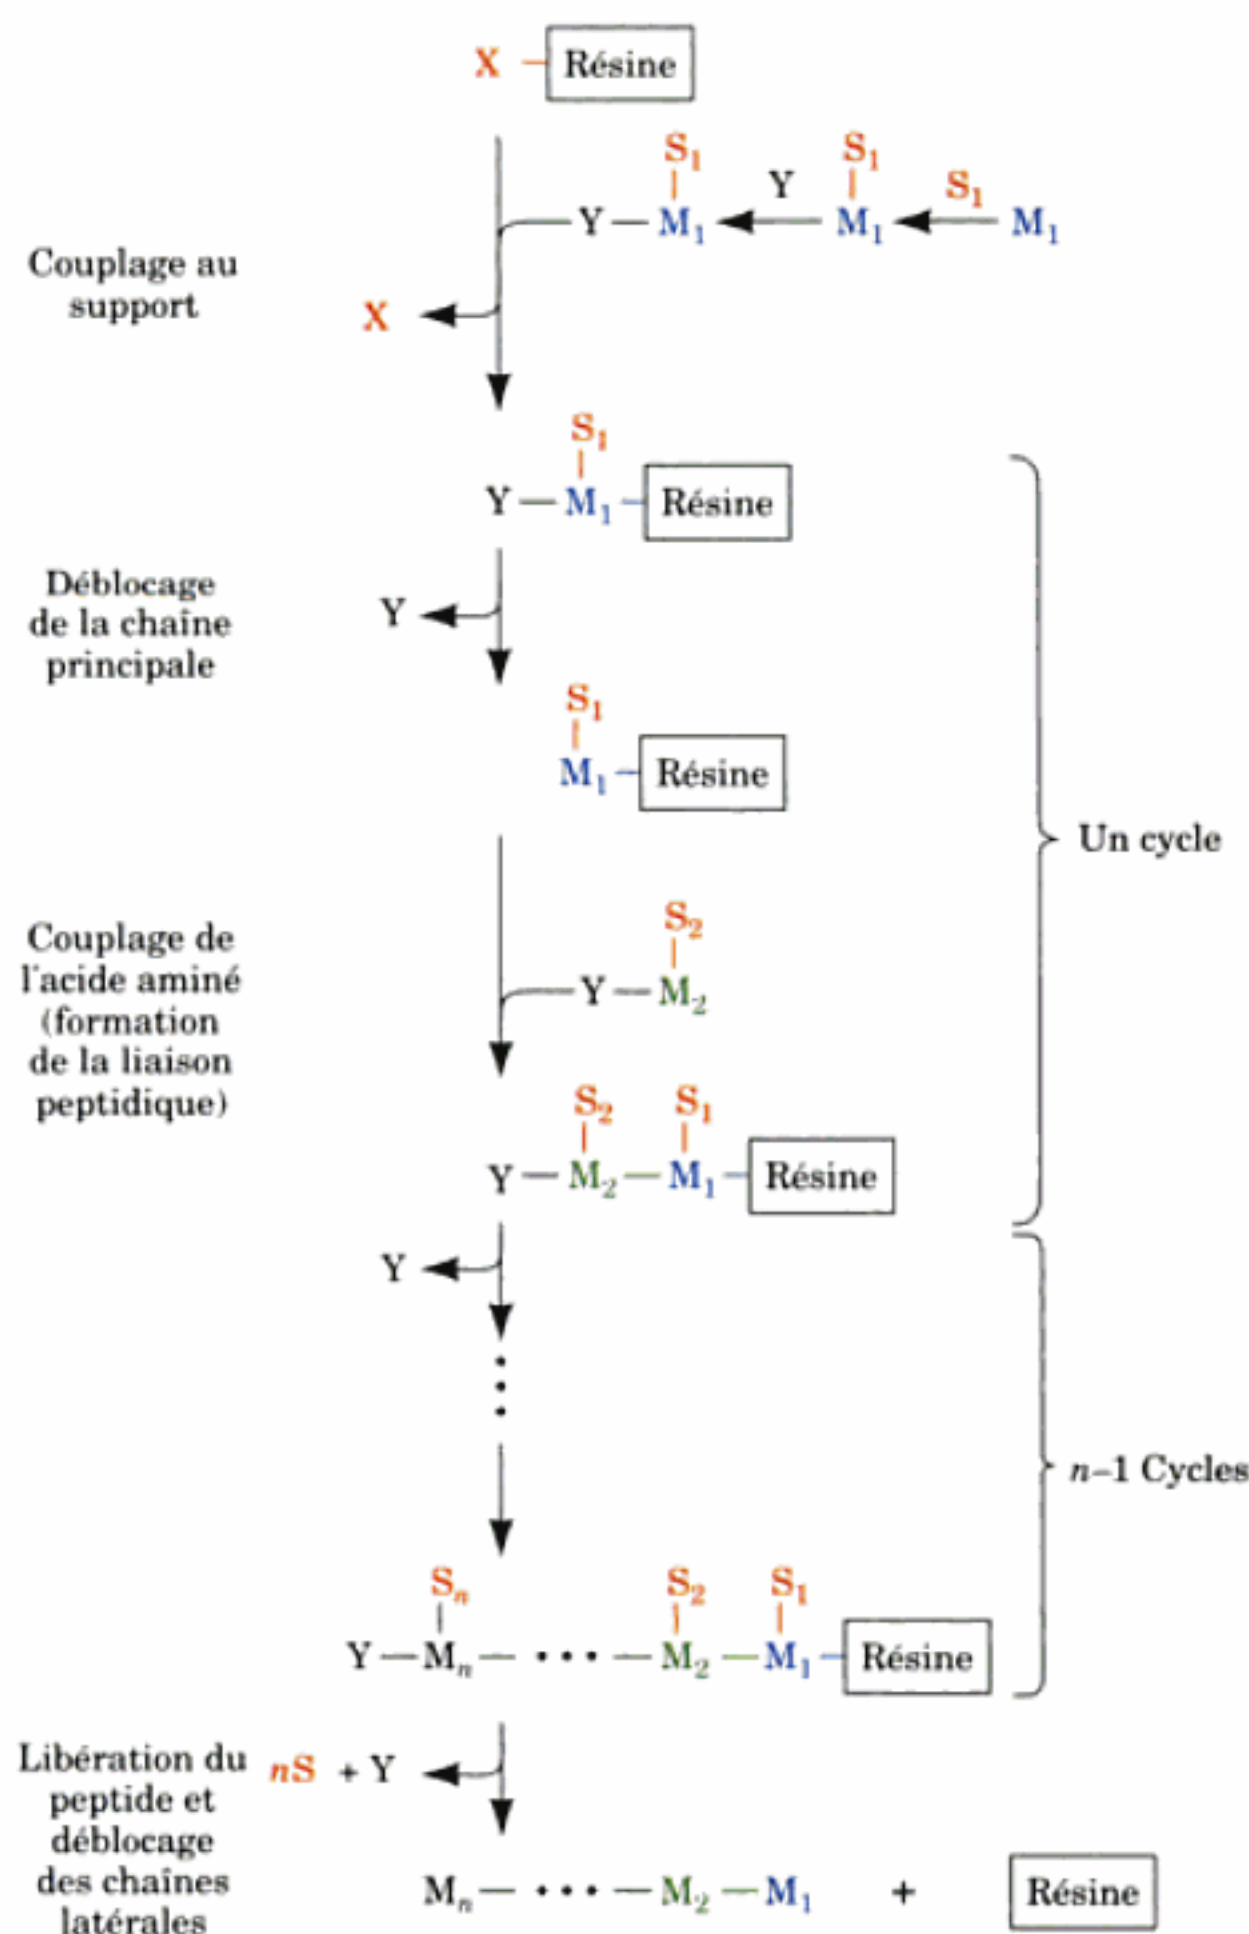 X – Résine
S₁ S₁
Y S₁
Y – M₁ M₁ M₁
Couplage au
support
X
S₁
Y – M₁ – Résine
Déblocage
de la chaîne
principale
Y
S₁
M₁ – Résine
Un cycle
Couplage de
l'acide aminé
(formation
de la liaison
peptidique)
S₂
Y – M₂
S₂ S₁
Y – M₂ – M₁ – Résine
Y
n–1 Cycles
Sₙ S₂ S₁
Y – Mₙ – ··· – M₂ – M₁ – Résine
Libération du
peptide et
déblocage
des chaînes
latérales
nS + Y
Mₙ – ··· – M₂ – M₁ + Résine